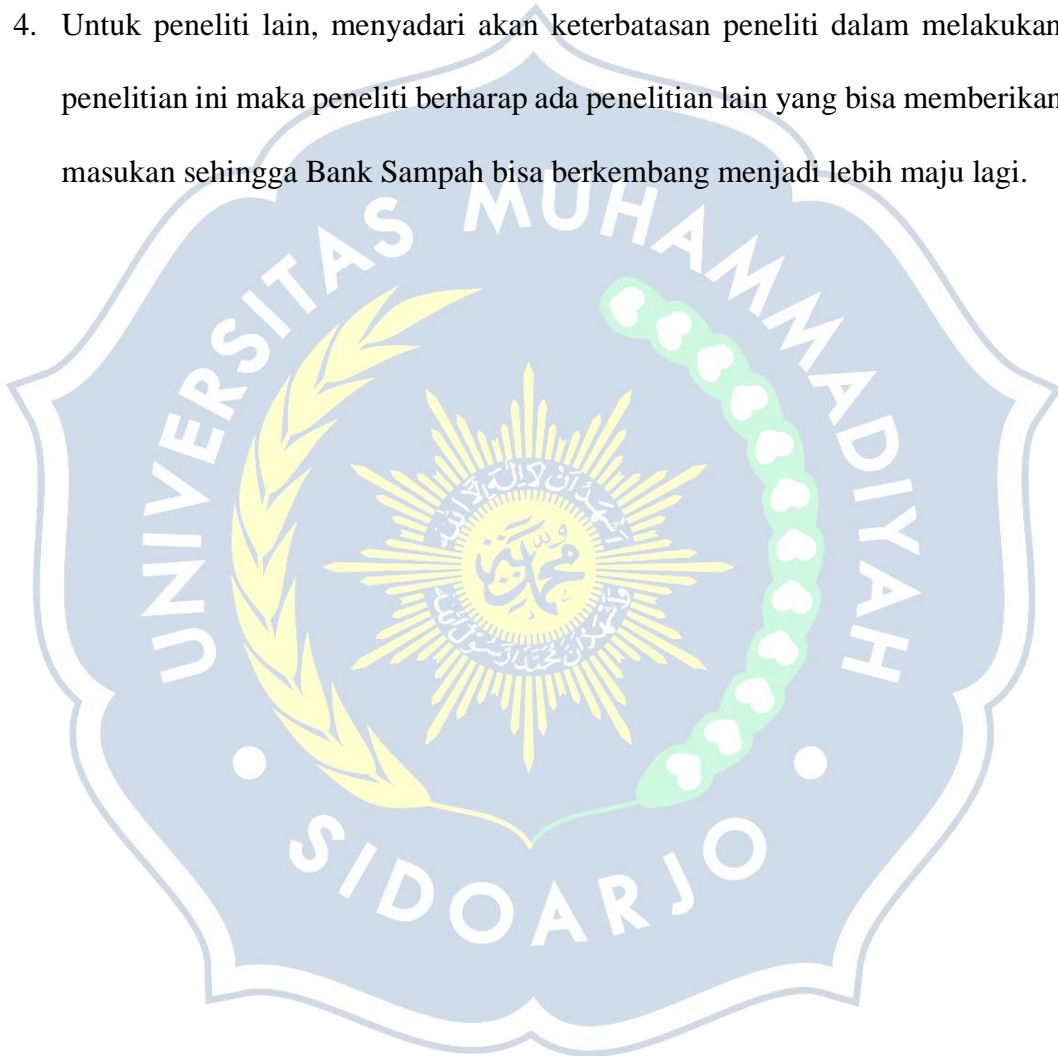 4. Untuk peneliti lain, menyadari akan keterbatasan peneliti dalam melakukan
penelitian ini maka peneliti berharap ada penelitian lain yang bisa memberikan
masukan sehingga Bank Sampah bisa berkembang menjadi lebih maju lagi.
UNIVERSITAS MUHAMMADIYAH
SIDOARJO
محمد